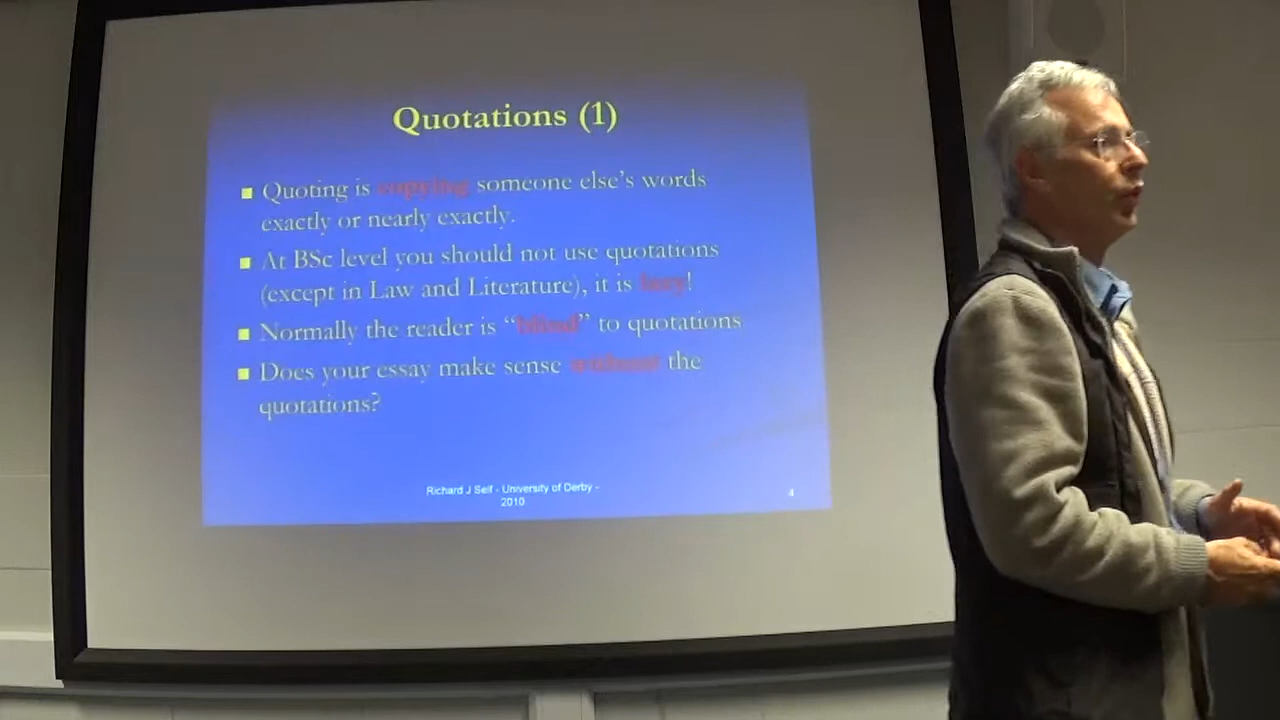 Quotations (1)
Quoting is copying someone else's words
exactly or nearly exactly.
At BSc level you should not use quotations
(except in Law and Literature), it is lazy!
Normally the reader is "blind" to quotations
Does your essay make sense without the
quotations?
Richard J Self - University of Derby -
2010
4